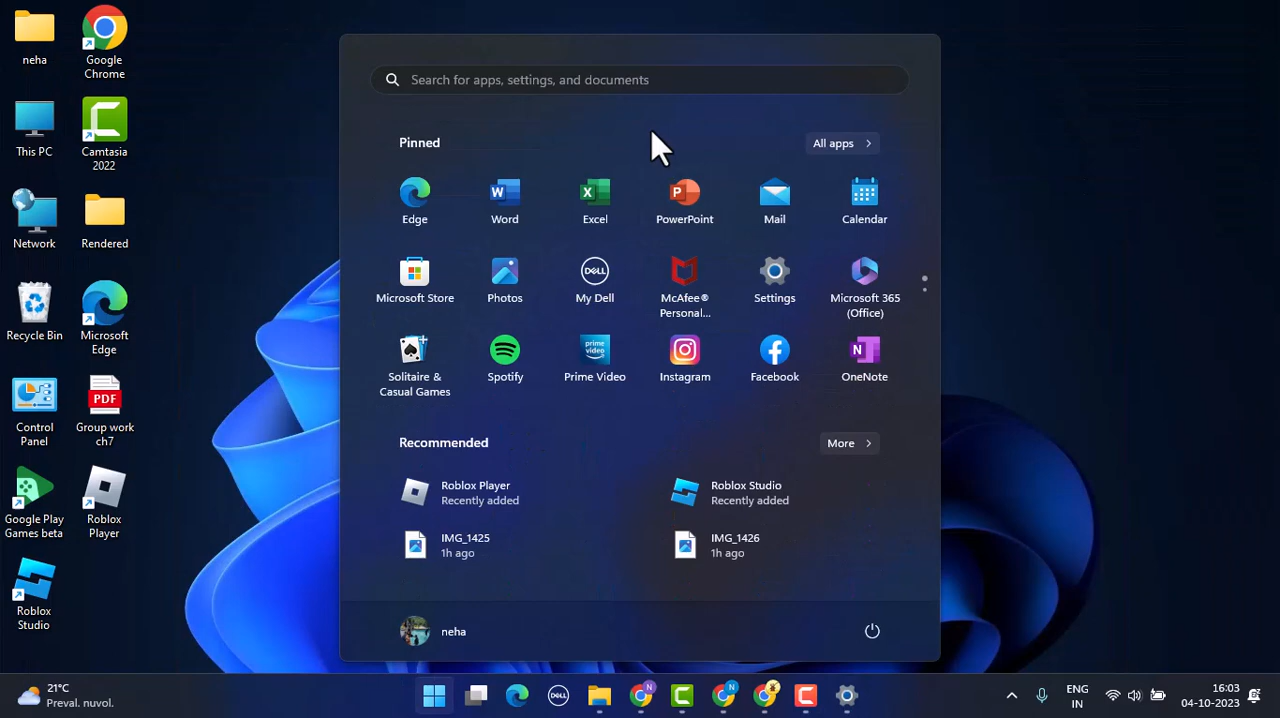 neha
Google
Chrome
This PC
Camtasia
2022
Network
Rendered
Recycle Bin
Microsoft
Edge
Control
Panel
PDF
Group work
ch7
Google Play
Games beta
Roblox
Player
Roblox
Studio
Search for apps, settings, and documents
Pinned
All apps
Edge
Word
Excel
PowerPoint
Mail
Calendar
Microsoft Store
Photos
DELL
My Dell
McAfee®
Personal...
Settings
Microsoft 365
(Office)
Solitaire &
Casual Games
Spotify
prime
video
Prime Video
Instagram
Facebook
OneNote
Recommended
More
Roblox Player
Recently added
Roblox Studio
Recently added
IMG_1425
1h ago
IMG_1426
1h ago
neha
21°C
Preval. nuvol.
DELL
ENG
IN
16:03
04-10-2023